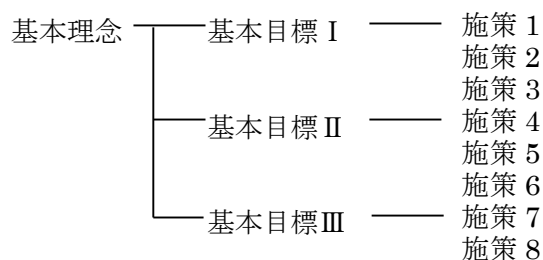 基本理念 基本目標Ⅰ 施策 1
施策 2
施策 3
基本目標Ⅱ 施策 4
施策 5
施策 6
基本目標Ⅲ 施策 7
施策 8